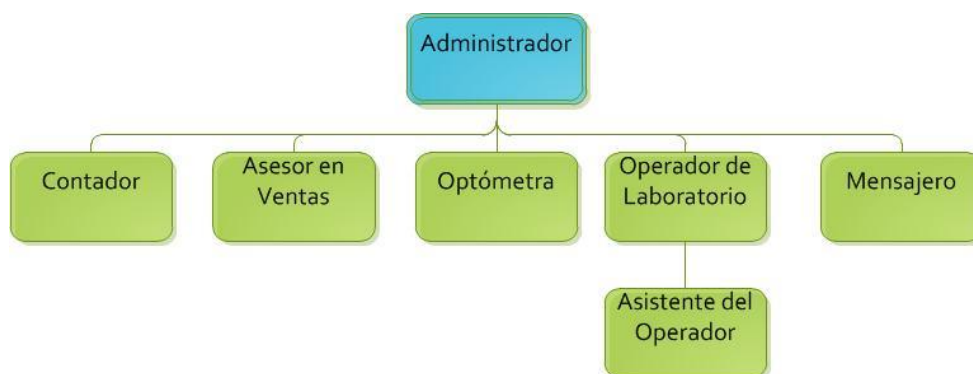 Administrador
Contador
Asesor en
Ventas
Optómetra
Operador de
Laboratorio
Mensajero
Asistente del
Operador